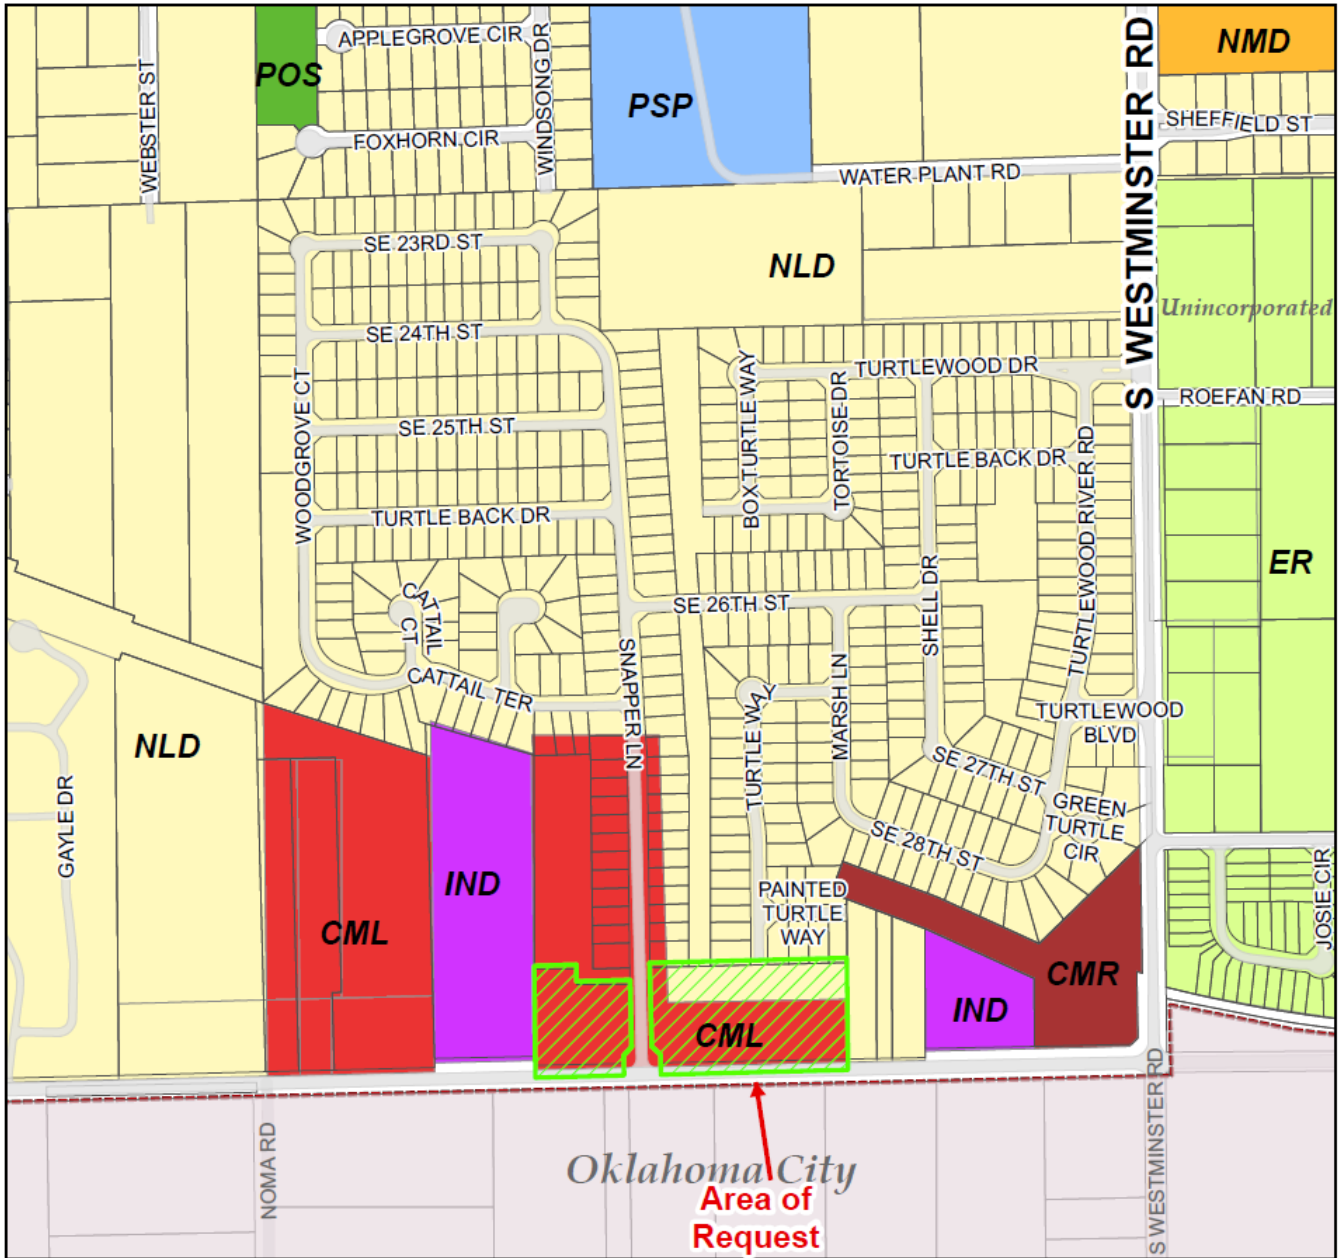 POS
APPLEGROVE CIR
WINDSONG DR
PSP
S WESTMINSTER RD
NMD
WEBSTER ST
FOXHORN CIR
SHEFFIELD ST
WATER PLANT RD
SE 23RD ST
NLD
Unincorporated
SE 24TH ST
WOODGROVE CT
BOX TURTLE WAY
TURTLEWOOD DR
TORTOISE DR
ROEFAN RD
SE 25TH ST
TURTLE BACK DR
TURTLEWOOD RIVER RD
TURTLE BACK DR
ER
CATTAIL
CT
SE 26TH ST
SHELL DR
SNAPPER LN
CATTAIL TER
TURTLE WAY
MARSH LN
TURTLEWOOD
BLVD
NLD
SE 27TH ST
GAYLE DR
GREEN
TURTLE
CIR
SE 28TH ST
IND
PAINTED
TURTLE
WAY
JOSIE CIR
CML
CMR
IND
CML
NOMA RD
S WESTMINSTER RD
Oklahoma City
Area of
Request